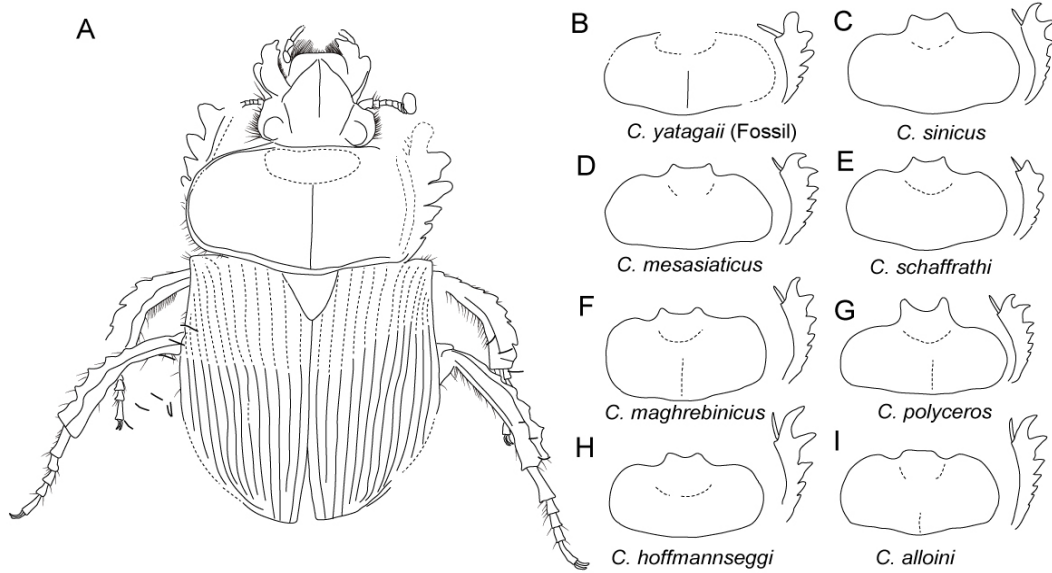 A
B
C. yatagaii (Fossil)
C
C. sinicus
D
C. mesasiaticus
E
C. schaffrathi
F
C. maghrebinicus
G
C. polyceros
H
C. hoffmannseggi
I
C. alloini